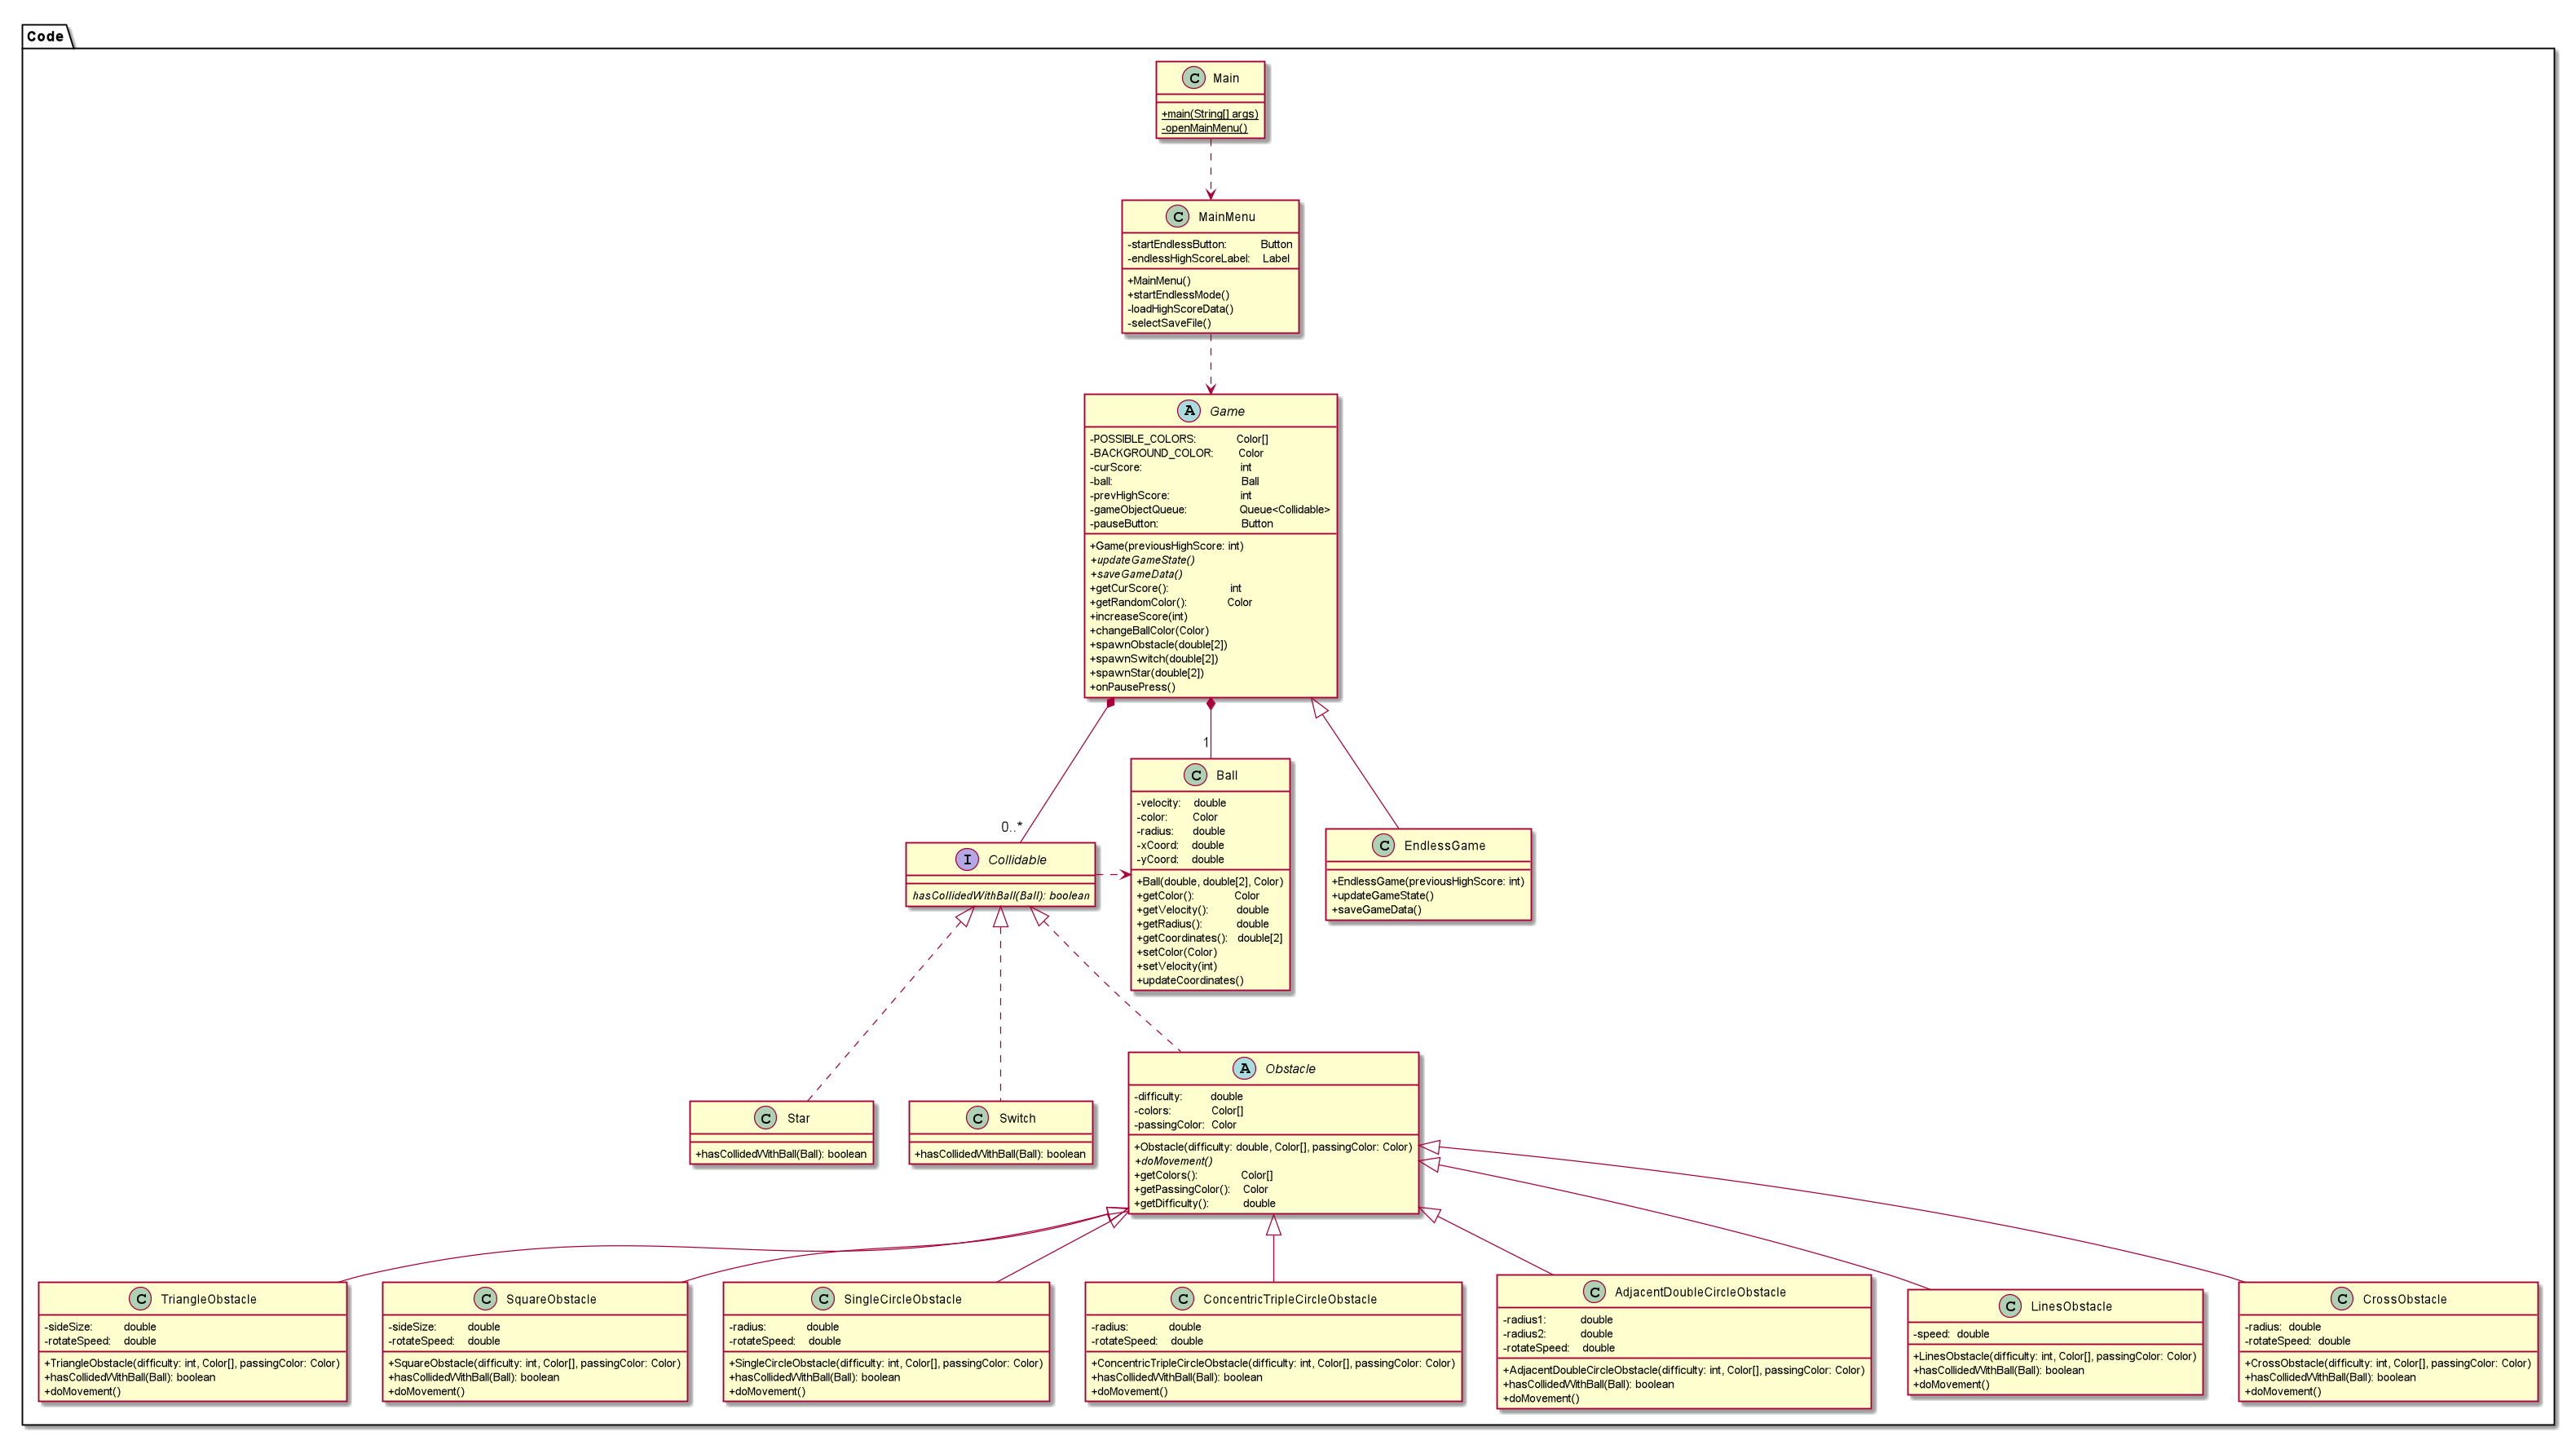 Code
C Main
+main(String[] args)
-openMainMenu()
C MainMenu
-startEndlessButton: Button
-endlessHighScoreLabel: Label
+MainMenu()
+startEndlessMode()
-loadHighScoreData()
-selectSaveFile()
A Game
-POSSIBLE_COLORS: Color[]
-BACKGROUND_COLOR: Color
-curScore: int
-ball: Ball
-prevHighScore: int
-gameObjectQueue: Queue<Collidable>
-pauseButton: Button
+Game(previousHighScore: int)
+updateGameState()
+saveGameData()
+getCurScore(): int
+getRandomColor(): Color
+increaseScore(int)
+changeBallColor(Color)
+spawnObstacle(double[2])
+spawnSwitch(double[2])
+spawnStar(double[2])
+onPausePress()
1
0..*
C Ball
-velocity: double
-color: Color
-radius: double
-xCoord: double
-yCoord: double
+Ball(double, double[2], Color)
+getColor(): Color
+getVelocity(): double
+getRadius(): double
+getCoordinates(): double[2]
+setColor(Color)
+setVelocity(int)
+updateCoordinates()
I Collidable
hasCollidedWithBall(Ball): boolean
C EndlessGame
+EndlessGame(previousHighScore: int)
+updateGameState()
+saveGameData()
C Star
+hasCollidedWithBall(Ball): boolean
C Switch
+hasCollidedWithBall(Ball): boolean
A Obstacle
-difficulty: double
-colors: Color[]
-passingColor: Color
+Obstacle(difficulty: double, Color[], passingColor: Color)
+doMovement()
+getColors(): Color[]
+getPassingColor(): Color
+getDifficulty(): double
C TriangleObstacle
-sideSize: double
-rotateSpeed: double
+TriangleObstacle(difficulty: int, Color[], passingColor: Color)
+hasCollidedWithBall(Ball): boolean
+doMovement()
C SquareObstacle
-sideSize: double
-rotateSpeed: double
+SquareObstacle(difficulty: int, Color[], passingColor: Color)
+hasCollidedWithBall(Ball): boolean
+doMovement()
C SingleCircleObstacle
-radius: double
-rotateSpeed: double
+SingleCircleObstacle(difficulty: int, Color[], passingColor: Color)
+hasCollidedWithBall(Ball): boolean
+doMovement()
C ConcentricTripleCircleObstacle
-radius: double
-rotateSpeed: double
+ConcentricTripleCircleObstacle(difficulty: int, Color[], passingColor: Color)
+hasCollidedWithBall(Ball): boolean
+doMovement()
C AdjacentDoubleCircleObstacle
-radius1: double
-radius2: double
-rotateSpeed: double
+AdjacentDoubleCircleObstacle(difficulty: int, Color[], passingColor: Color)
+hasCollidedWithBall(Ball): boolean
+doMovement()
C LinesObstacle
-speed: double
+LinesObstacle(difficulty: int, Color[], passingColor: Color)
+hasCollidedWithBall(Ball): boolean
+doMovement()
C CrossObstacle
-radius: double
-rotateSpeed: double
+CrossObstacle(difficulty: int, Color[], passingColor: Color)
+hasCollidedWithBall(Ball): boolean
+doMovement()